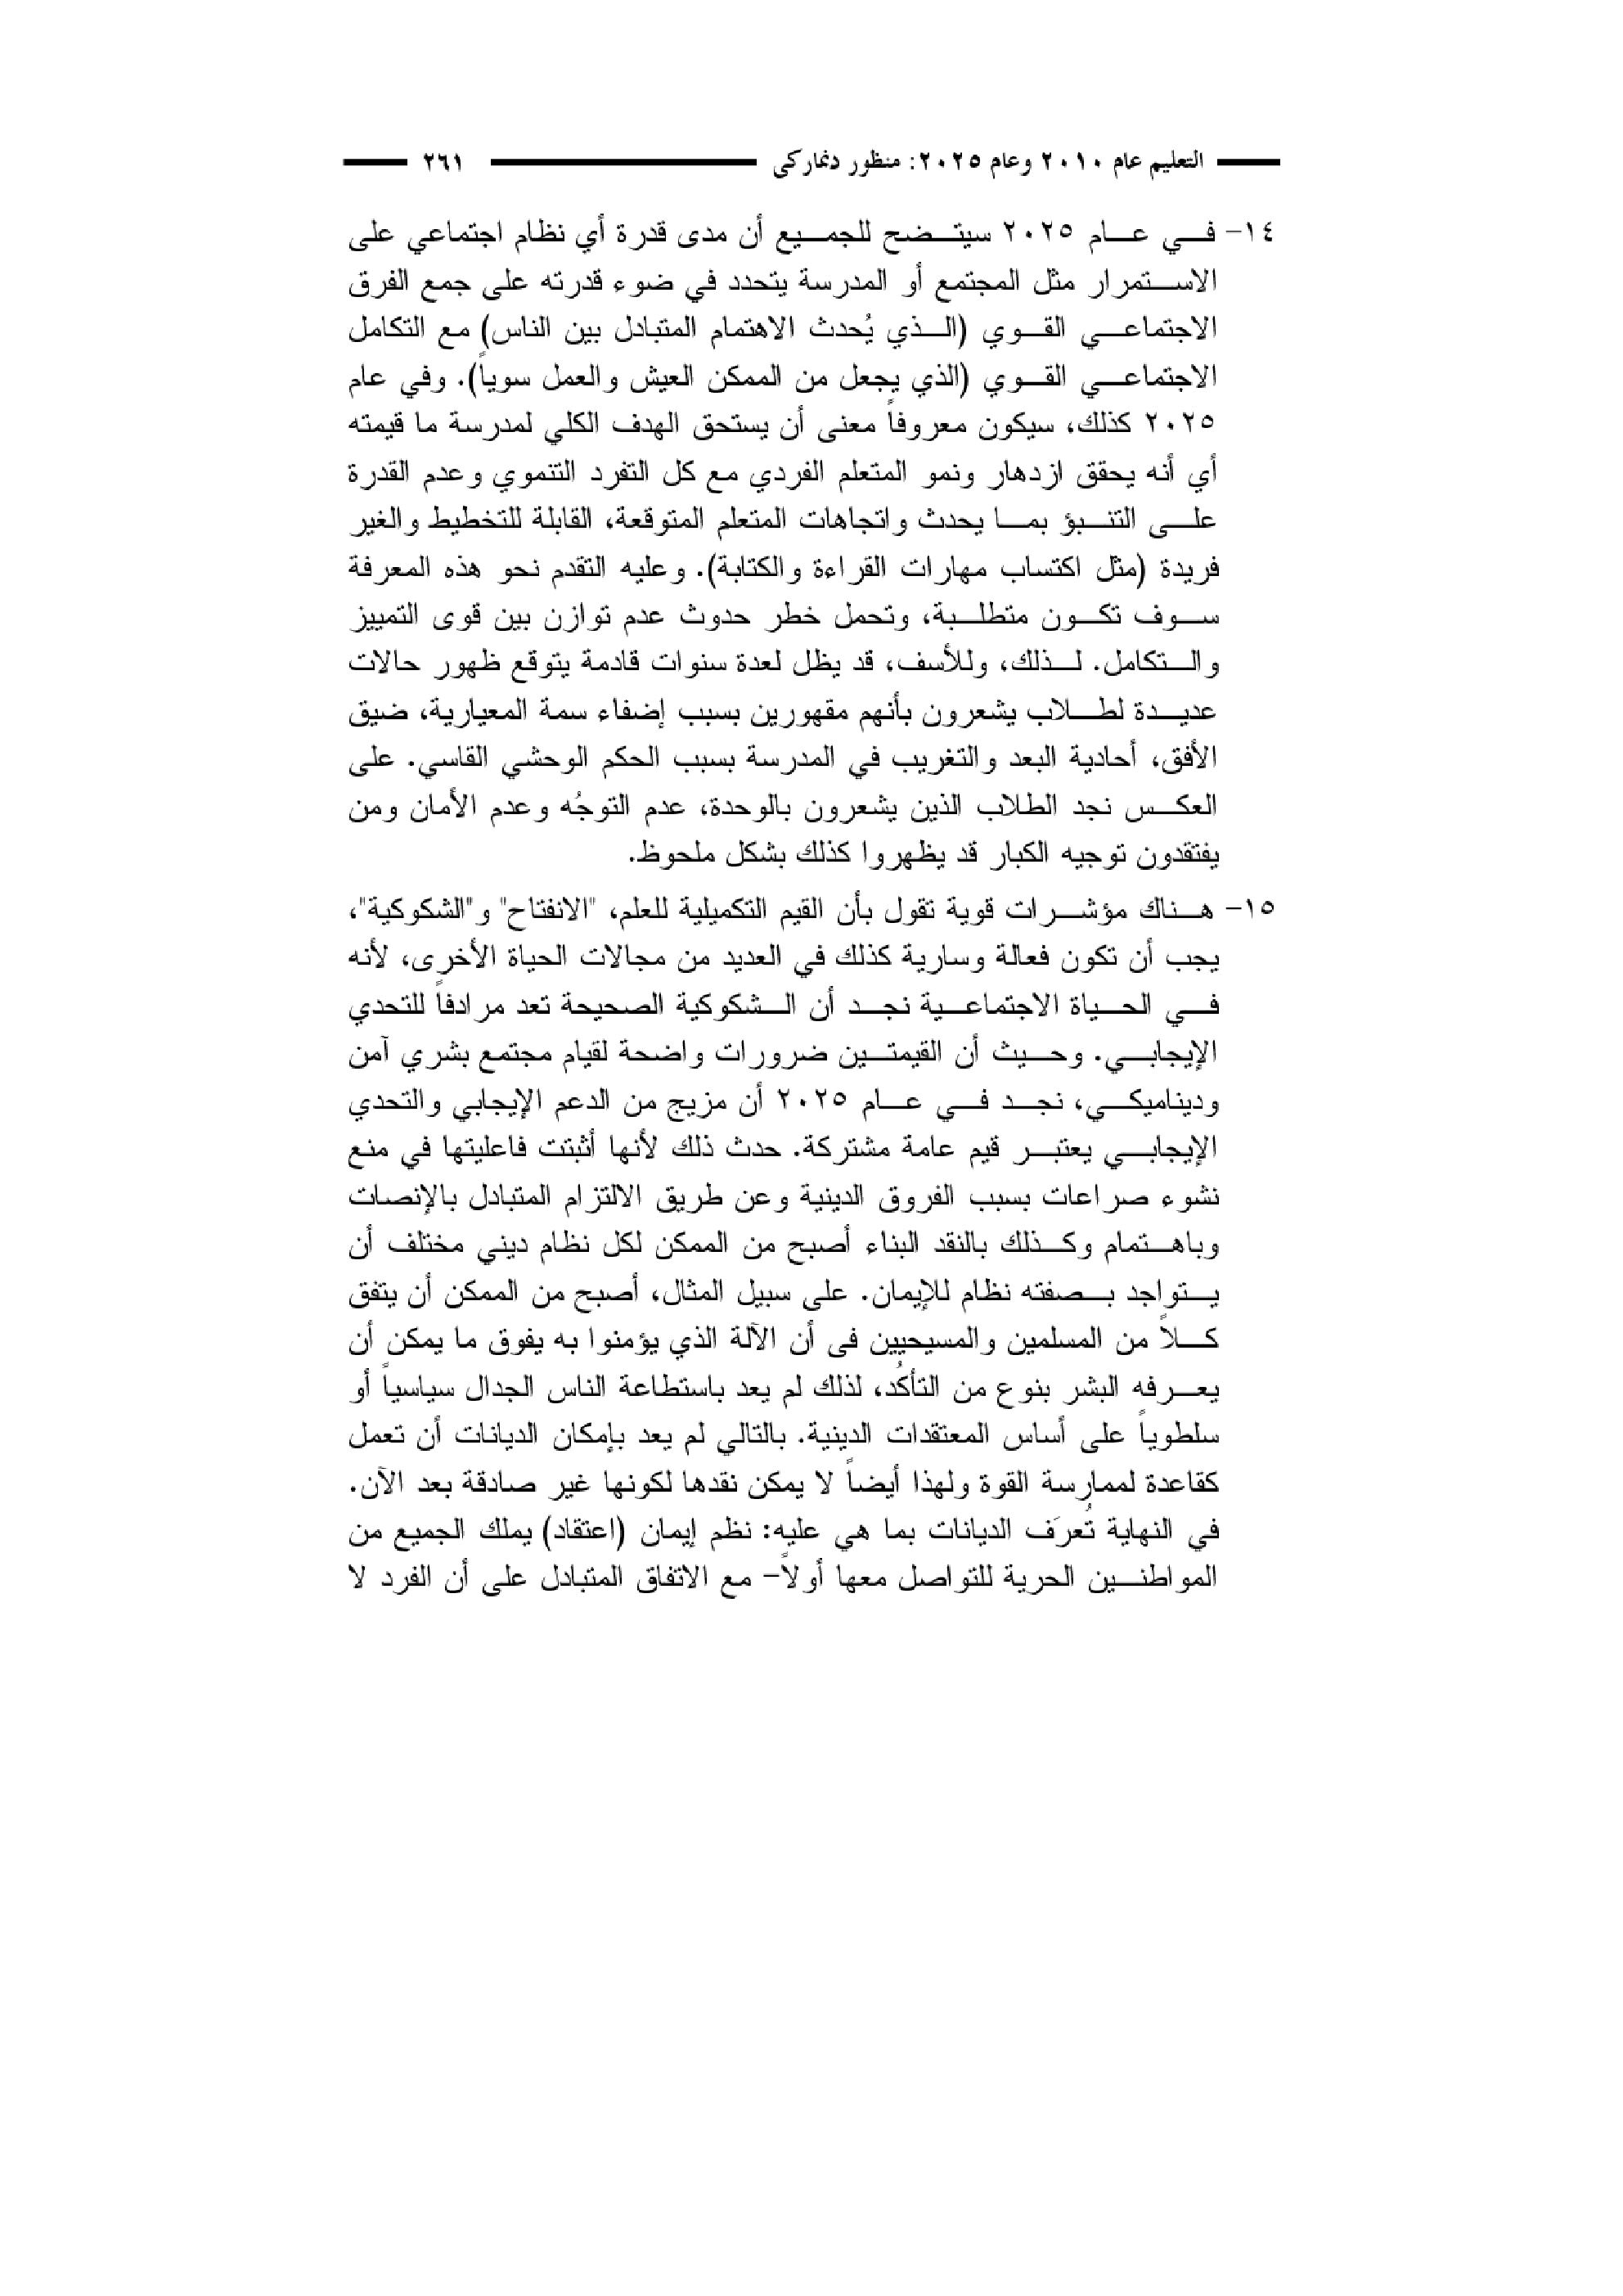 التعليم عام ٢٠١٠ وعام ٢٠٢٥: منظور دنماركى ٢٦١
١٤- في عام ٢٠٢٥ سيتضح للجميع أن مدى قدرة أي نظام اجتماعي على
الاستمرار مثل المجتمع أو المدرسة يتحدد في ضوء قدرته على جمع الفرق
الاجتماعي القوي (الذي يُحدث الاهتمام المتبادل بين الناس) مع التكامل
الاجتماعي القوي (الذي يجعل من الممكن العيش والعمل سوياً). وفي عام
٢٠٢٥ كذلك، سيكون معروفاً معنى أن يستحق الهدف الكلي لمدرسة ما قيمته
أي أنه يحقق ازدهار ونمو المتعلم الفردي مع كل التفرد التنموي وعدم القدرة
على التنبؤ بما يحدث واتجاهات المتعلم المتوقعة، القابلة للتخطيط والغير
فريدة (مثل اكتساب مهارات القراءة والكتابة). وعليه التقدم نحو هذه المعرفة
سوف تكون متطلبة، وتحمل خطر حدوث عدم توازن بين قوى التمييز
والتكامل. لذلك، وللأسف، قد يظل لعدة سنوات قادمة يتوقع ظهور حالات
عديدة لطلاب يشعرون بأنهم مقهورين بسبب إضفاء سمة المعيارية، ضيق
الأفق، أحادية البعد والتغريب في المدرسة بسبب الحكم الوحشي القاسي. على
العكس نجد الطلاب الذين يشعرون بالوحدة، عدم التوجُه وعدم الأمان ومن
يفتقدون توجيه الكبار قد يظهروا كذلك بشكل ملحوظ.
١٥- هناك مؤشرات قوية تقول بأن القيم التكميلية للعلم، "الانفتاح" و"الشكوكية"،
يجب أن تكون فعالة وسارية كذلك في العديد من مجالات الحياة الأخرى، لأنه
في الحياة الاجتماعية نجد أن الشكوكية الصحيحة تعد مرادفاً للتحدي
الإيجابي. وحيث أن القيمتين ضرورات واضحة لقيام مجتمع بشري آمن
وديناميكي، نجد في عام ٢٠٢٥ أن مزيج من الدعم الإيجابي والتحدي
الإيجابي يعتبر قيم عامة مشتركة. حدث ذلك لأنها أثبتت فاعليتها في منع
نشوء صراعات بسبب الفروق الدينية وعن طريق الالتزام المتبادل بالإنصات
وباهتمام وكذلك بالنقد البناء أصبح من الممكن لكل نظام ديني مختلف أن
يتواجد بصفته نظام للإيمان. على سبيل المثال، أصبح من الممكن أن يتفق
كلاً من المسلمين والمسيحيين فى أن الآلة الذي يؤمنوا به يفوق ما يمكن أن
يعرفه البشر بنوع من التأكُد، لذلك لم يعد باستطاعة الناس الجدال سياسياً أو
سلطوياً على أساس المعتقدات الدينية. بالتالي لم يعد بإمكان الديانات أن تعمل
كقاعدة لممارسة القوة ولهذا أيضاً لا يمكن نقدها لكونها غير صادقة بعد الآن.
في النهاية تُعرَف الديانات بما هي عليه: نظم إيمان (اعتقاد) يملك الجميع من
المواطنين الحرية للتواصل معها أولاً- مع الاتفاق المتبادل على أن الفرد لا